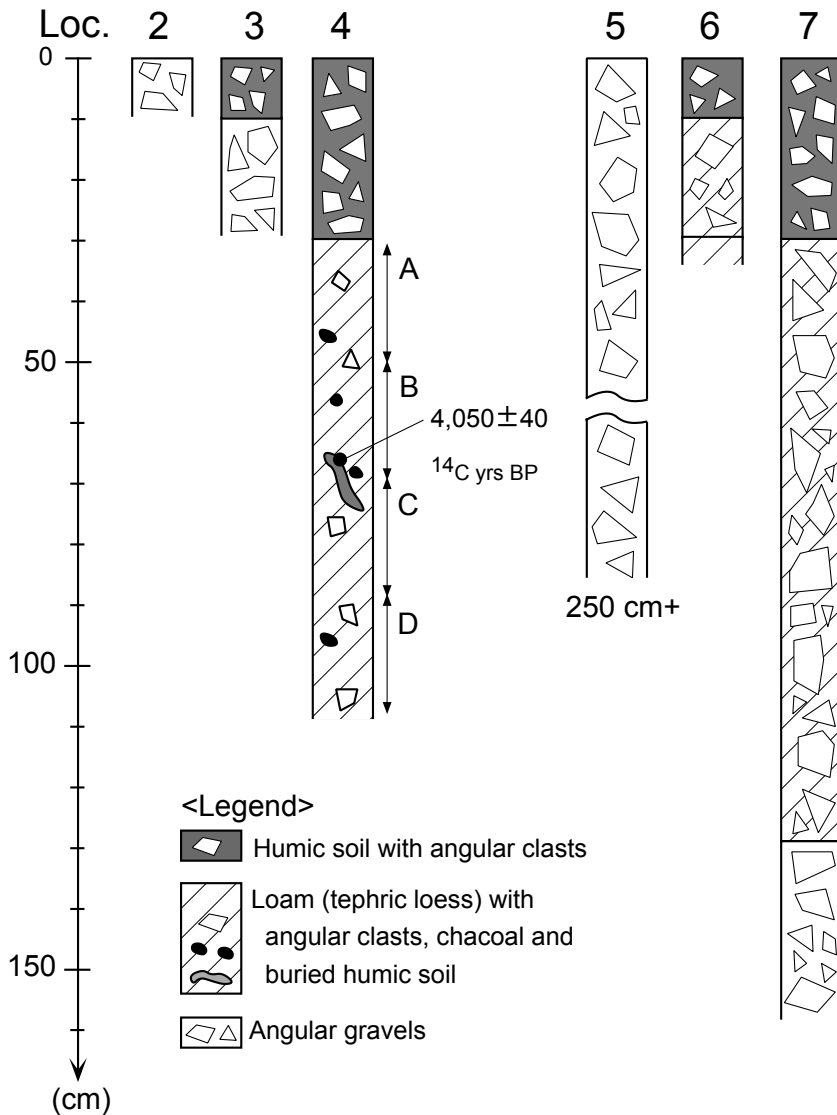 Loc. 2 3 4 5 6 7
0
A
50
B
4,050±40
¹⁴C yrs BP
C
250 cm+
D
100
<Legend>
Humic soil with angular clasts
Loam (tephric loess) with
angular clasts, chacoal and
buried humic soil
150
Angular gravels
(cm)